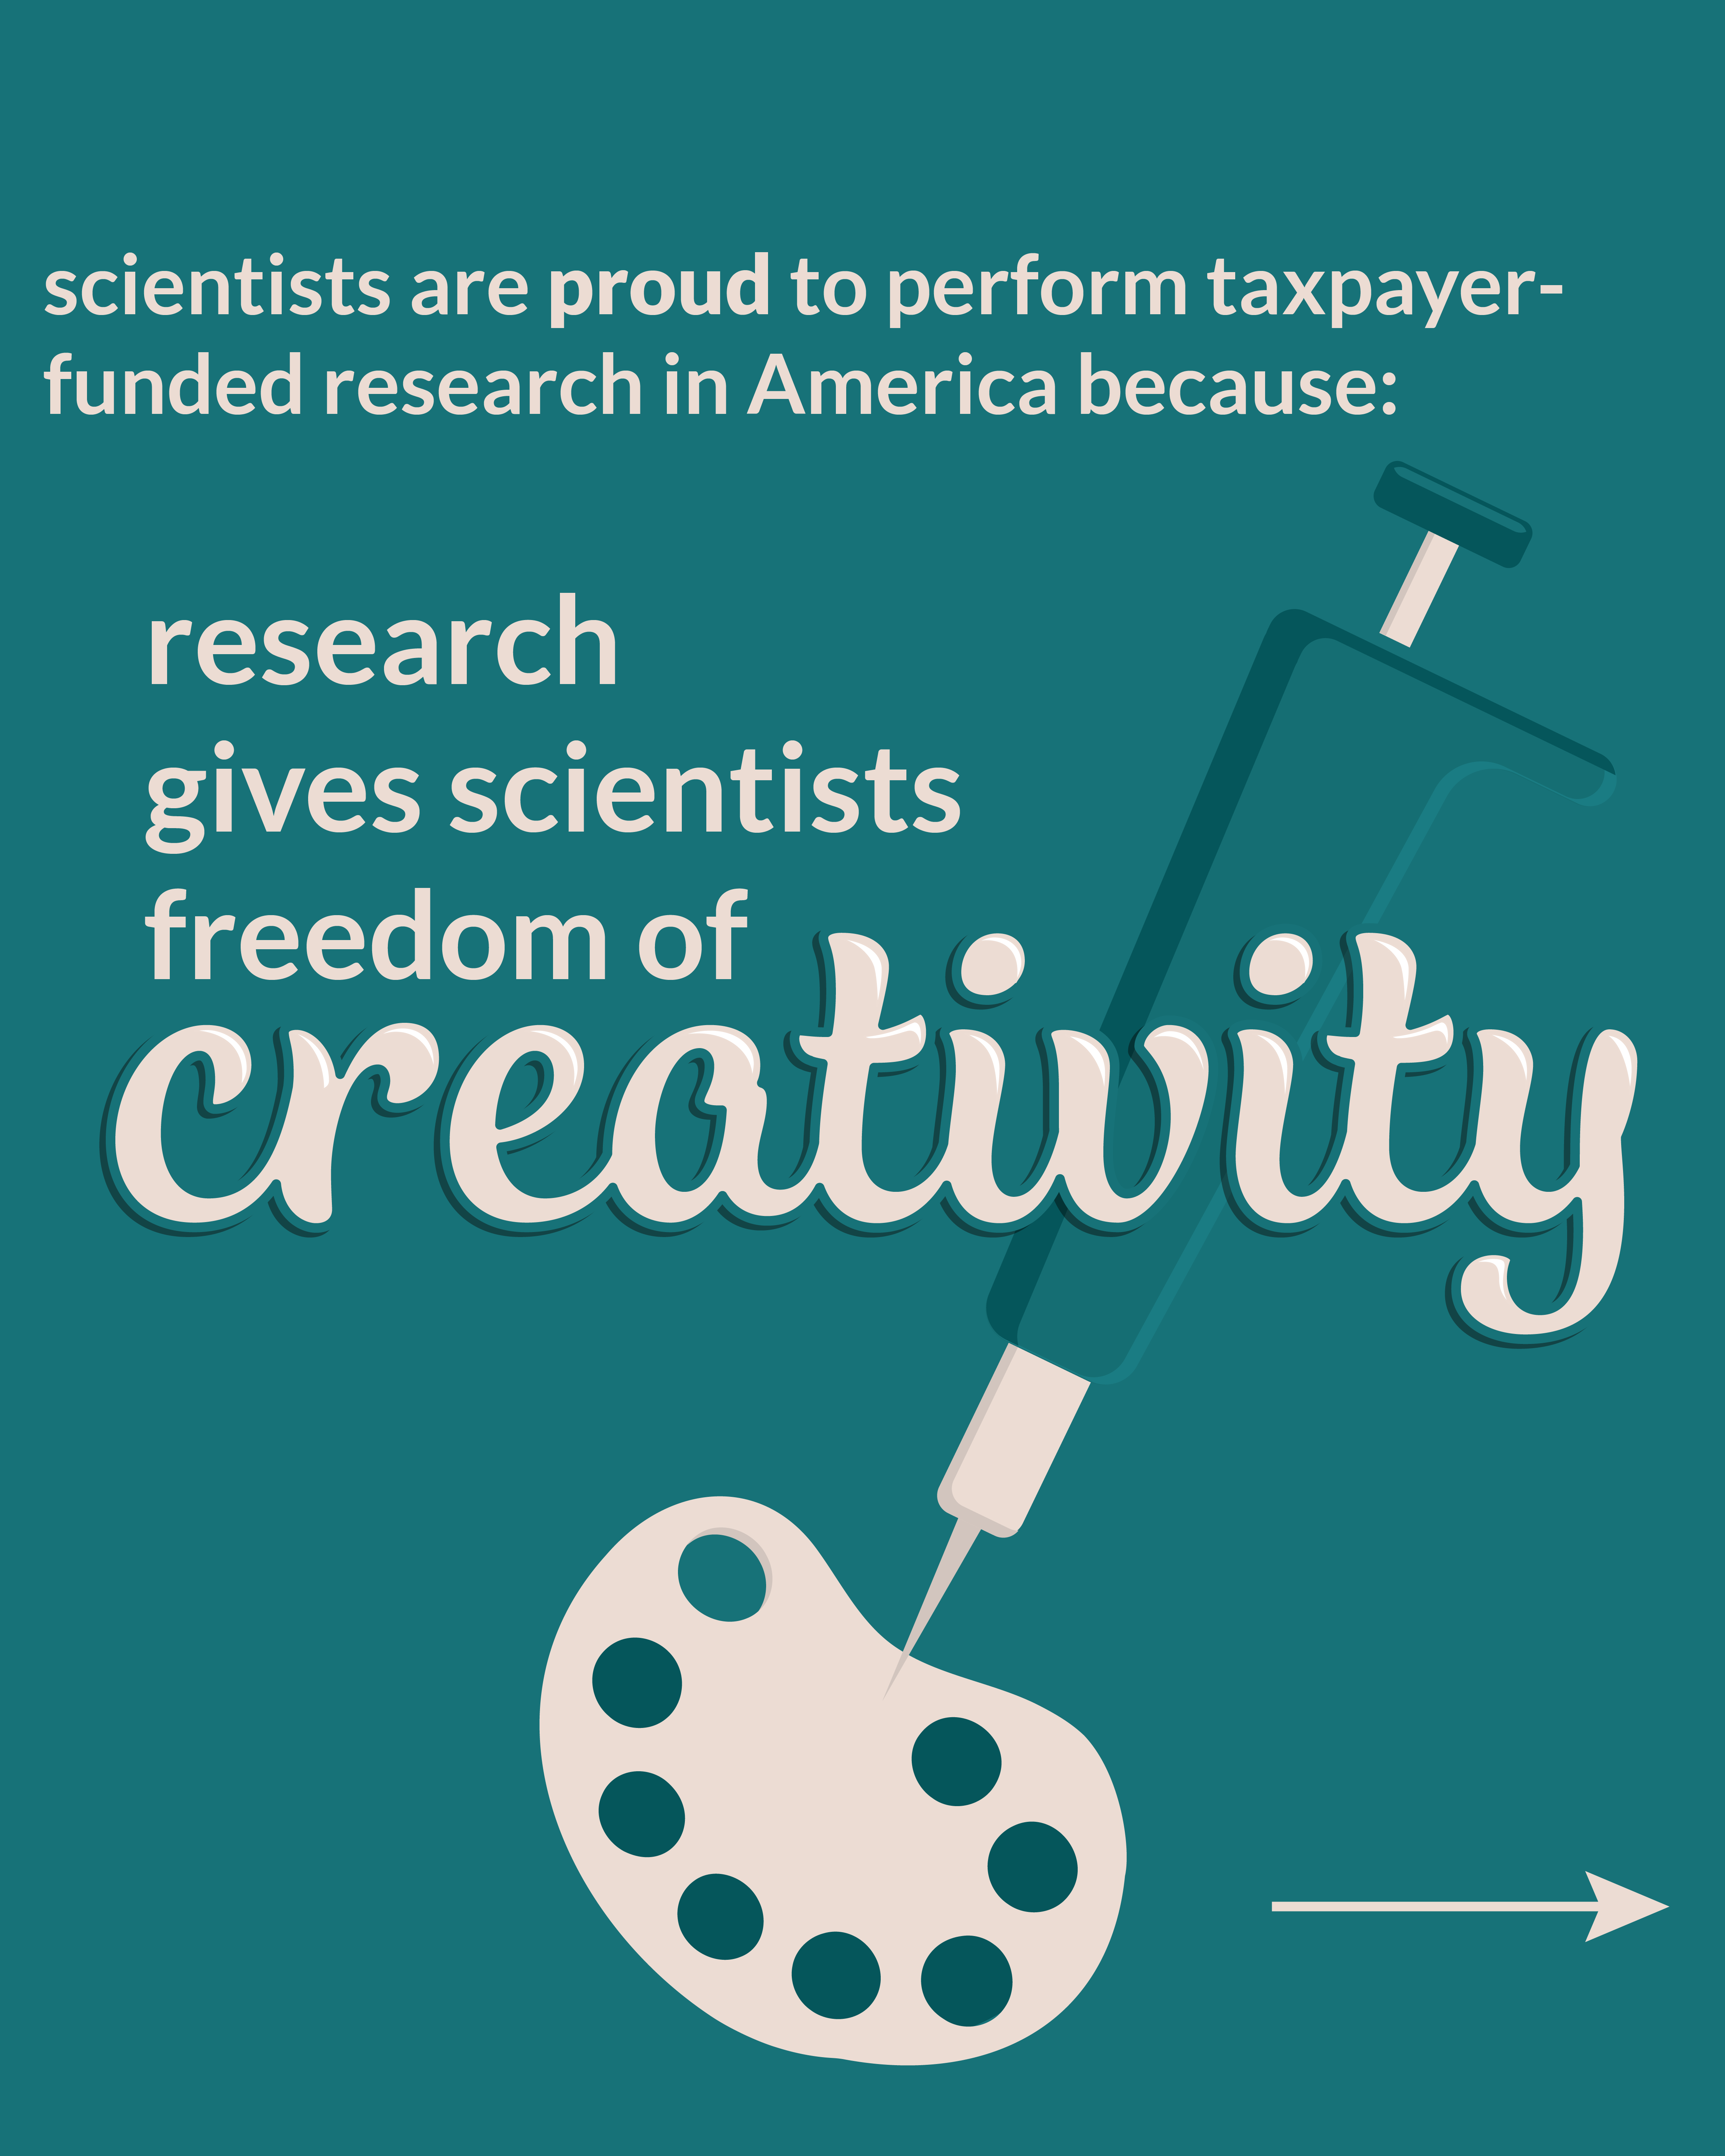 scientists are proud to perform taxpayer-
funded research in America because:
research
gives scientists
freedom of
creativity